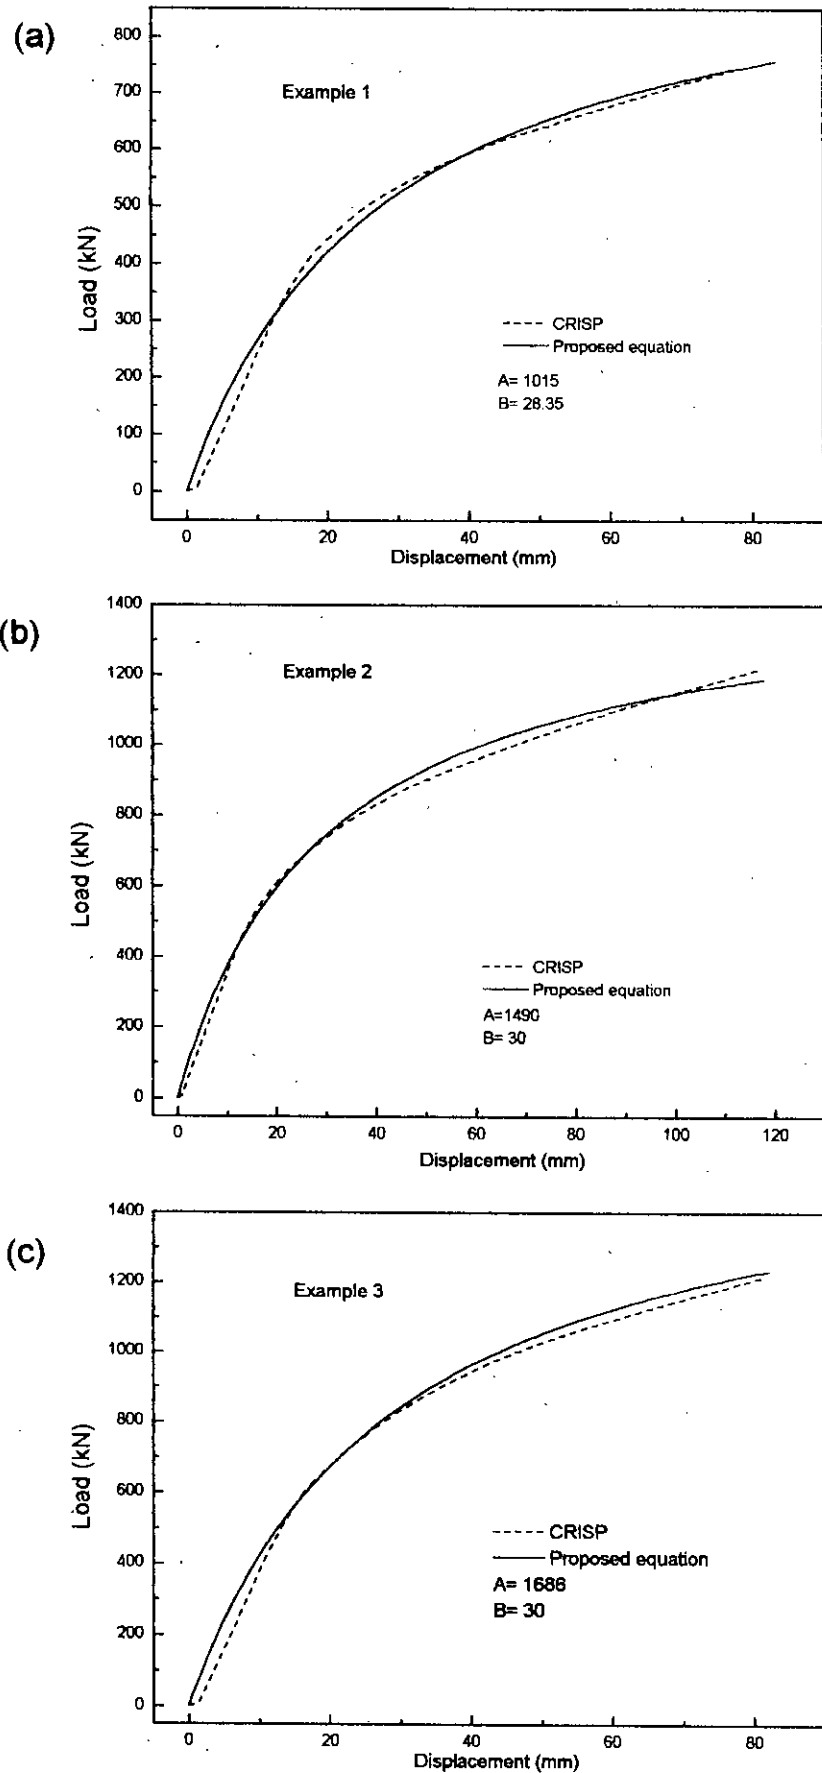 (a)
800
700
600
500
400
300
200
100
0
Load (kN)
Example 1
CRISP
Proposed equation
A= 1015
B= 28.35
0 20 40 60 80
Displacement (mm)
(b)
1400
1200
1000
800
600
400
200
0
Load (kN)
Example 2
CRISP
Proposed equation
A=1490
B= 30
0 20 40 60 80 100 120
Displacement (mm)
(c)
1400
1200
1000
800
600
400
200
0
Load (kN)
Example 3
CRISP
Proposed equation
A= 1686
B= 30
0 20 40 60 80
Displacement (mm)